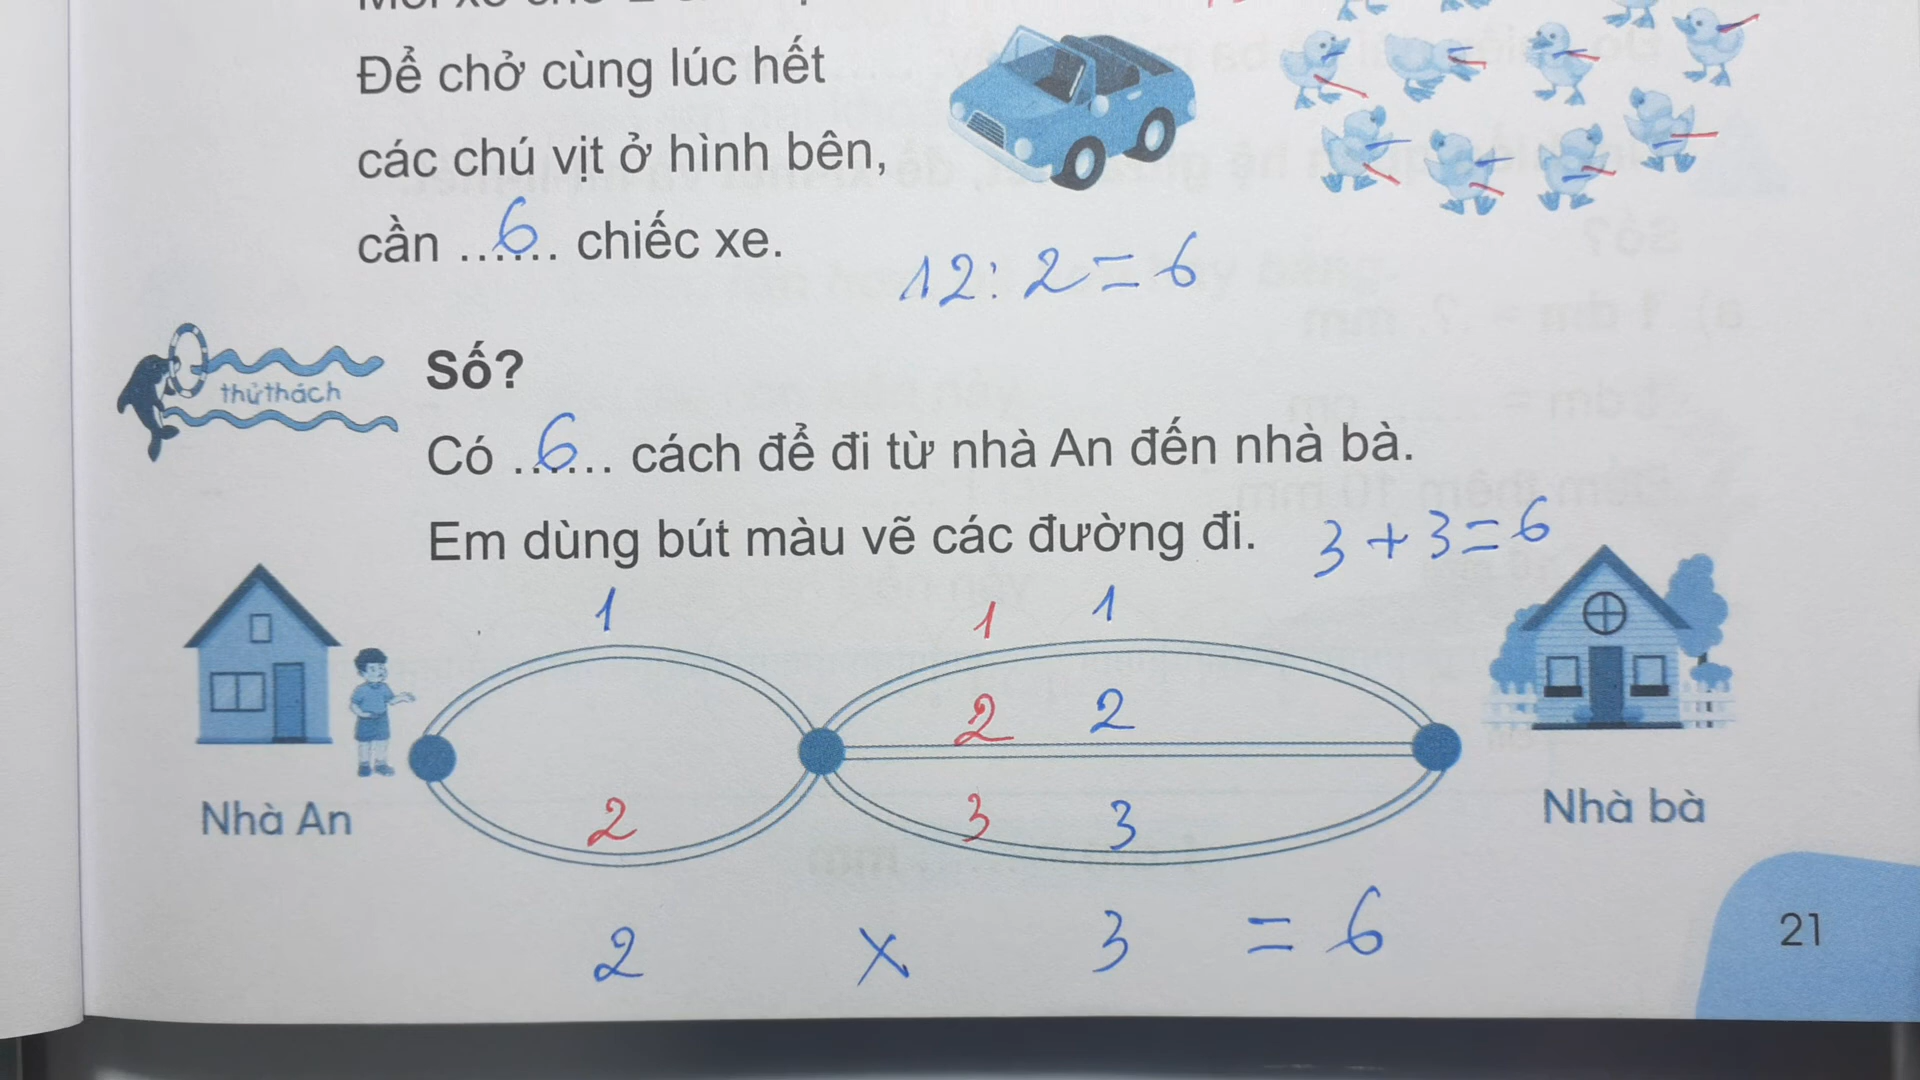 Để chở cùng lúc hết
các chú vịt ở hình bên,
cần ...6... chiếc xe.
12 : 2 = 6
thử thách
Số?
Có ...6... cách để đi từ nhà An đến nhà bà.
Em dùng bút màu vẽ các đường đi.
3 + 3 = 6
1 1 1
2 2
2 3 3
Nhà An
Nhà bà
2 x 3 = 6
21